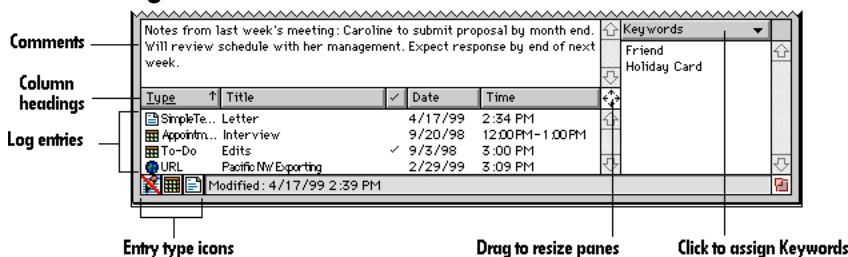 Comments
Notes from last week's meeting: Caroline to submit proposal by month end.
Will review schedule with her management. Expect response by end of next
week.
Keywords
Friend
Holiday Card
Column
headings
Type Title ✓ Date Time
Log entries
SimpleTe... Letter 4/17/99 2:34 PM
Appointm... Interview 9/20/98 12:00 PM-1:00 PM
To-Do Edits ✓ 9/3/98 3:00 PM
URL Pacific NW Exporting 2/29/99 3:09 PM
Modified: 4/17/99 2:39 PM
Entry type icons
Drag to resize panes
Click to assign Keywords